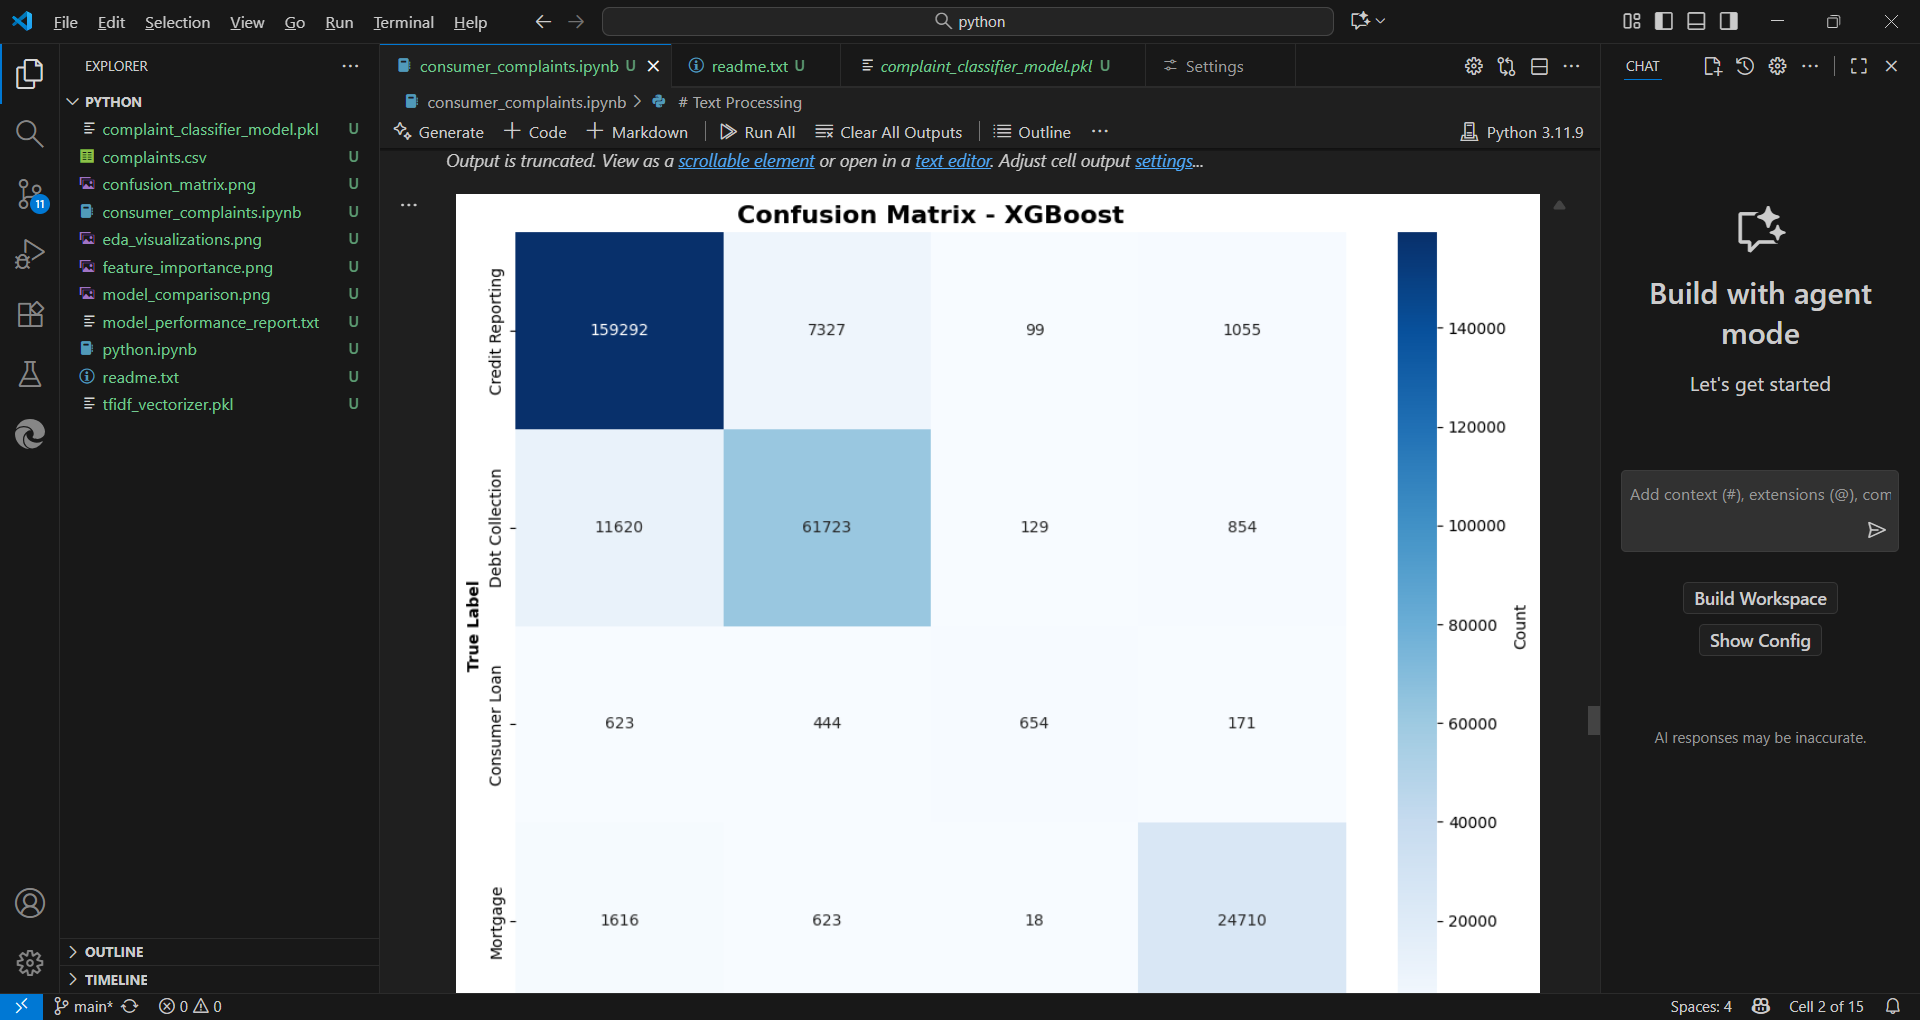 File Edit Selection View Go Run Terminal Help
python
EXPLORER
PYTHON
complaint_classifier_model.pkl U
complaints.csv U
confusion_matrix.png U
consumer_complaints.ipynb U
eda_visualizations.png U
feature_importance.png U
model_comparison.png U
model_performance_report.txt U
python.ipynb U
readme.txt U
tfidf_vectorizer.pkl U
OUTLINE
TIMELINE
11
consumer_complaints.ipynb U
readme.txt U
complaint_classifier_model.pkl U
Settings
consumer_complaints.ipynb > # Text Processing
Generate + Code + Markdown Run All Clear All Outputs Outline ...
Python 3.11.9
Output is truncated. View as a scrollable element or open in a text editor. Adjust cell output settings...
Confusion Matrix - XGBoost
True Label
Credit Reporting
159292 7327 99 1055
Debt Collection
11620 61723 129 854
Consumer Loan
623 444 654 171
Mortgage
1616 623 18 24710
140000
120000
100000
80000
60000
40000
20000
Count
CHAT
Build with agent
mode
Let's get started
Add context (#), extensions (@), com
Build Workspace
Show Config
AI responses may be inaccurate.
main* 0 0
Spaces: 4 Cell 2 of 15